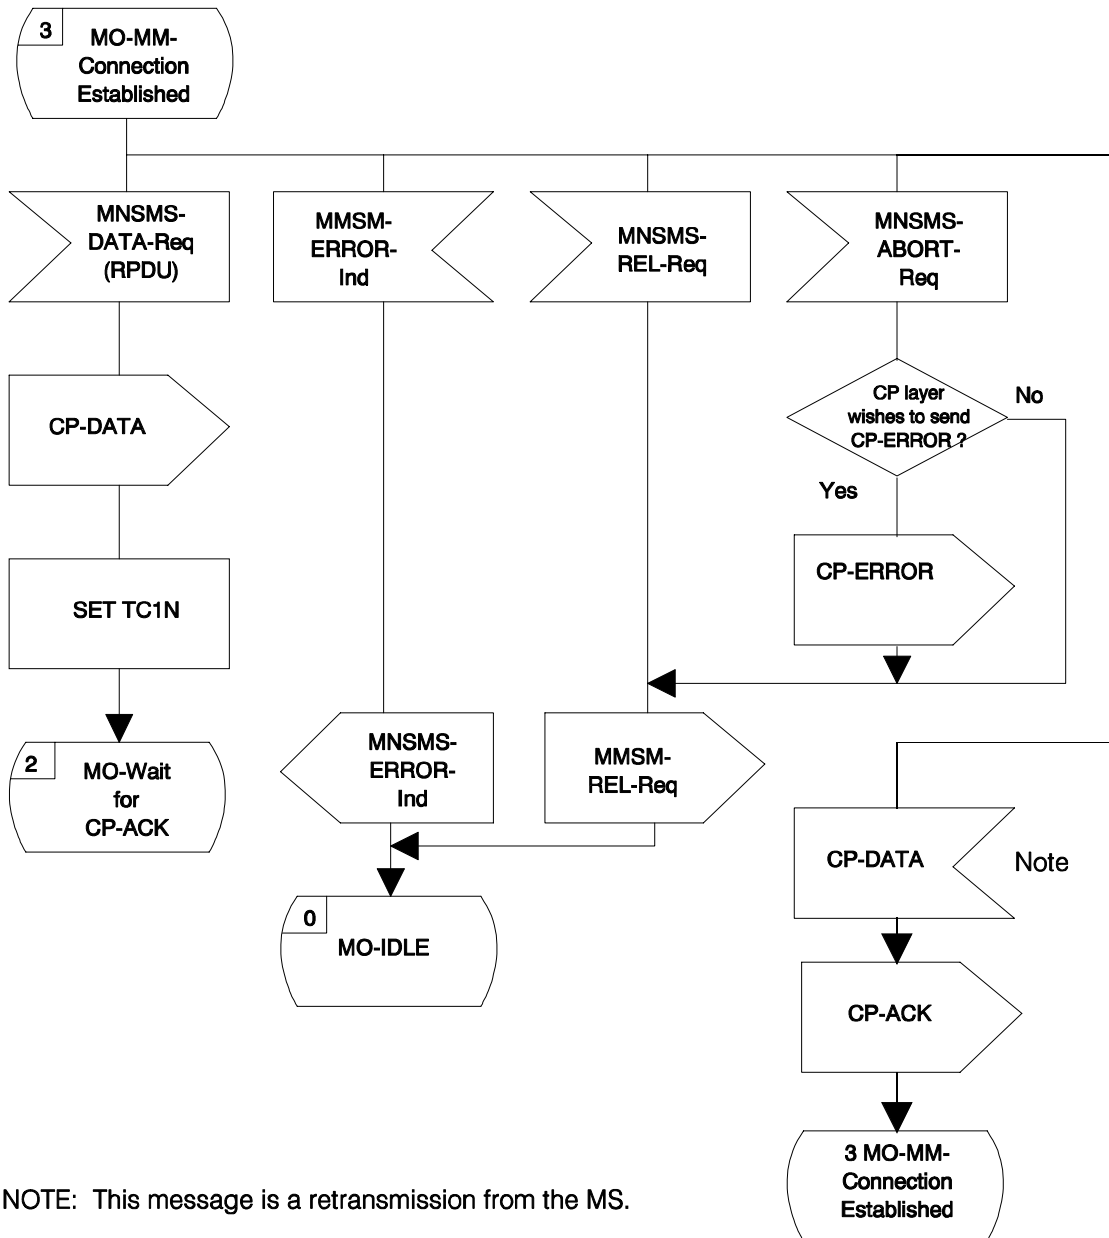 3
MO-MM-
Connection
Established
MNSMS-
DATA-Req
(RPDU)
MMSM-
ERROR-
Ind
MNSMS-
REL-Req
MNSMS-
ABORT-
Req
CP-DATA
CP layer
wishes to send
CP-ERROR ?
No
Yes
CP-ERROR
SET TC1N
2
MO-Wait
for
CP-ACK
MNSMS-
ERROR-
Ind
MMSM-
REL-Req
CP-DATA
Note
0
MO-IDLE
CP-ACK
3 MO-MM-
Connection
Established
NOTE: This message is a retransmission from the MS.